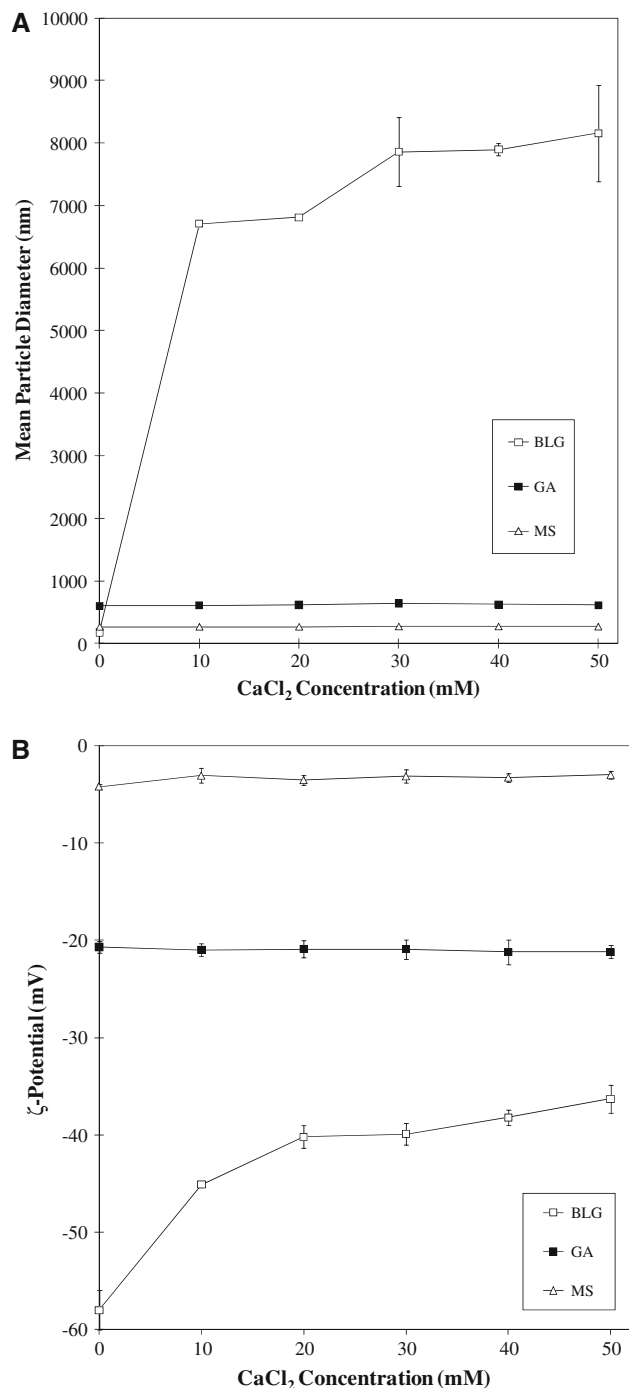 A
10000
9000
8000
7000
6000
5000
4000
3000
2000
1000
0
Mean Particle Diameter (nm)
BLG
GA
MS
0 10 20 30 40 50
CaCl₂ Concentration (mM)
B
0
-10
-20
-30
-40
-50
-60
ζ-Potential (mV)
0 10 20 30 40 50
BLG
GA
MS
CaCl₂ Concentration (mM)